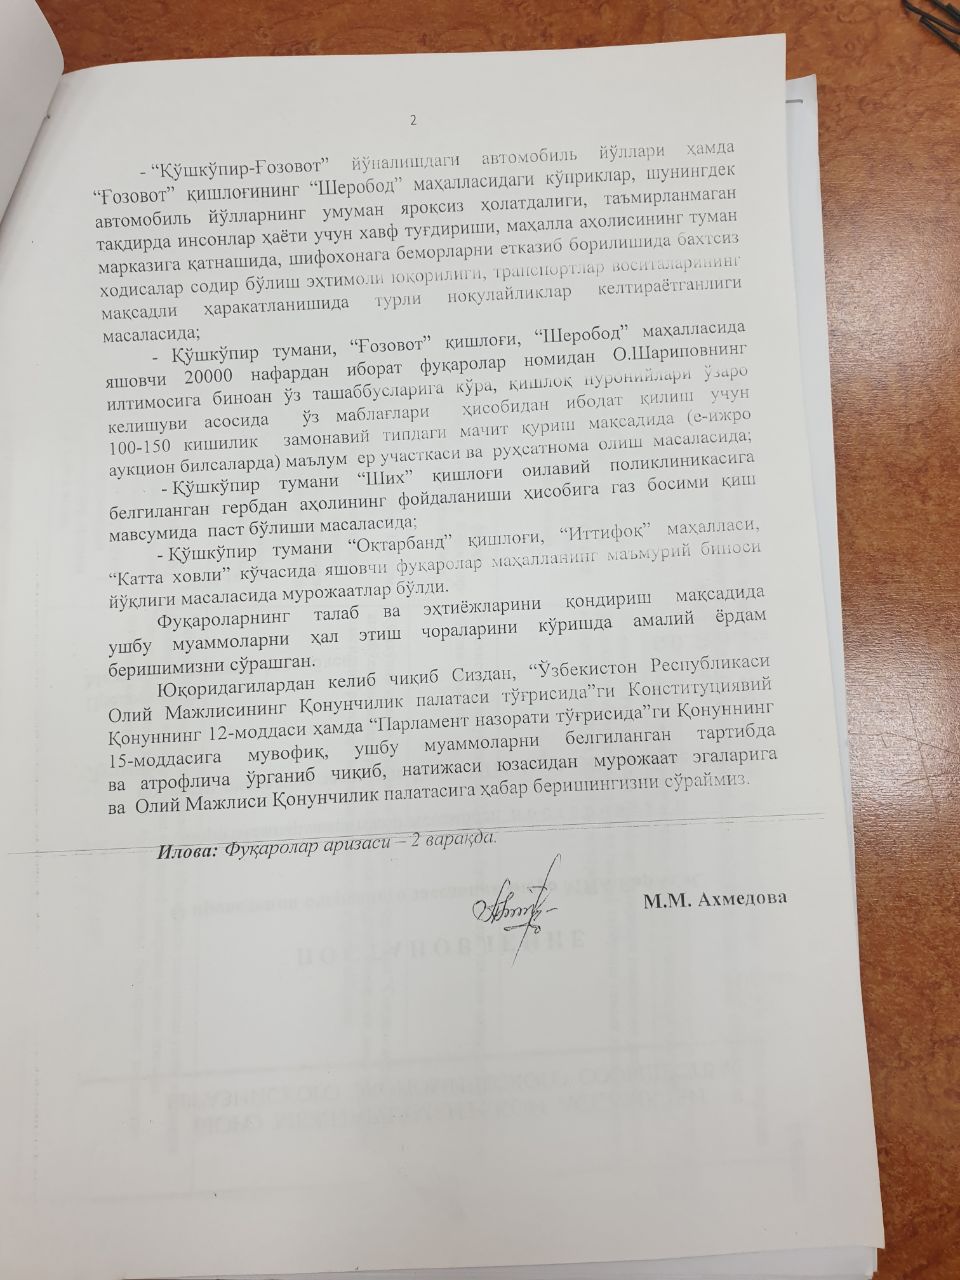 2
- “Қўшкўпир-Ғозовот” йўналишдаги автомобиль йўллари ҳамда
“Ғозовот” қишлоғининг “Шеробод” маҳалласидаги кўприклар, шунингдек
автомобиль йўлларнинг умуман яроқсиз ҳолатдалиги, таъмирланмаган
тақдирда инсонлар ҳаёти учун хавф туғдириши, маҳалла аҳолисининг туман
марказига қатнашида, шифохонага беморларни етказиб борилишида бахтсиз
ходисалар содир бўлиш эҳтимоли юқорилиги, транспортлар воситаларининг
мақсадли ҳаракатланишида турли ноқулайликлар келтираётганлиги
масаласида;
- Қўшкўпир тумани, “Ғозовот” қишлоғи, “Шеробод” маҳалласида
яшовчи 20000 нафардан иборат фуқаролар номидан О.Шариповнинг
илтимосига биноан ўз ташаббусларига кўра, қишлоқ нуронийлари ўзаро
келишуви асосида ўз маблағлари ҳисобидан ибодат қилиш учун
100-150 кишилик замонавий типдаги мачит қуриш мақсадида (е-ижро
аукцион билсаларда) маълум ер участкаси ва руҳсатнома олиш масаласида;
- Қўшкўпир тумани “Ших” қишлоғи оилавий поликлиникасига
белгиланган гербдан аҳолининг фойдаланиши ҳисобига газ босими қиш
мавсумида паст бўлиши масаласида;
- Қўшкўпир тумани “Оқтарбанд” қишлоғи, “Иттифоқ” маҳалласи,
“Катта ховли” кўчасида яшовчи фуқаролар маҳалланинг маъмурий биноси
йўқлиги масаласида мурожаатлар бўлди.
Фуқароларнинг талаб ва эҳтиёжларини қондириш мақсадида
ушбу муаммоларни ҳал этиш чораларини кўришда амалий ёрдам
беришимизни сўрашган.
Юқоридагилардан келиб чиқиб Сиздан, “Ўзбекистон Республикаси
Олий Мажлисининг Қонунчилик палатаси тўғрисида”ги Конституциявий
Қонуннинг 12-моддаси ҳамда “Парламент назорати тўғрисида”ги Қонуннинг
15-моддасига мувофиқ, ушбу муаммоларни белгиланган тартибда
ва атрофлича ўрганиб чиқиб, натижаси юзасидан мурожаат эгаларига
ва Олий Мажлиси Қонунчилик палатасига ҳабар беришингизни сўраймиз.
Илова: Фуқаролар аризаси – 2 варақда.
М.М. Ахмедова